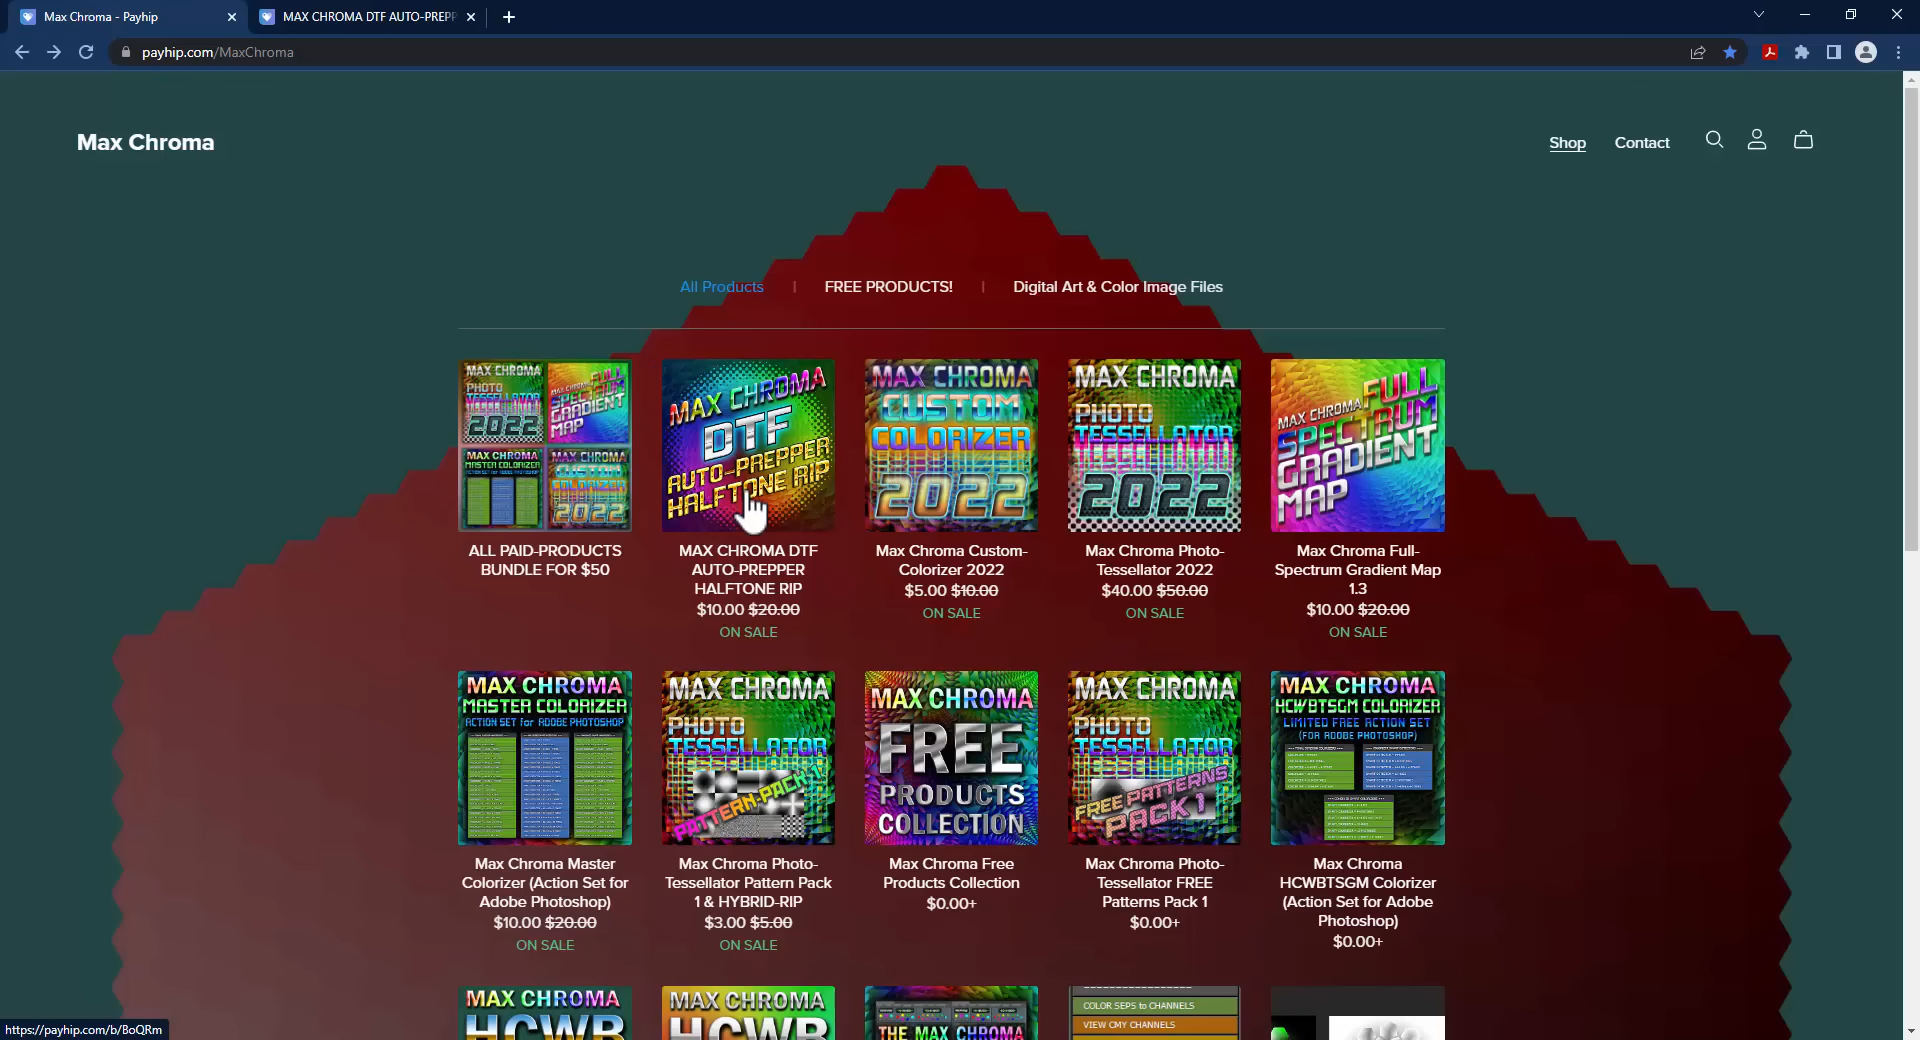 Max Chroma - Payhip
MAX CHROMA DTF AUTO-PREPP
payhip.com/MaxChroma
Max Chroma
Shop
Contact
All Products
FREE PRODUCTS!
Digital Art & Color Image Files
MAX CHROMA
PHOTO
TESSELLATOR
2022
MAX CHROMA
FULL
SPECTRUM
GRADIENT
MAP
MAX CHROMA
MASTER COLORIZER
MAX CHROMA
CUSTOM
COLORIZER
2022
ALL PAID-PRODUCTS
BUNDLE FOR $50
MAX CHROMA
DTF
AUTO-PREPPER
HALFTONE RIP
MAX CHROMA DTF
AUTO-PREPPER
HALFTONE RIP
$10.00 $20.00
ON SALE
MAX CHROMA
CUSTOM
COLORIZER
2022
Max Chroma Custom-
Colorizer 2022
$5.00 $10.00
ON SALE
MAX CHROMA
PHOTO
TESSELLATOR
2022
Max Chroma Photo-
Tessellator 2022
$40.00 $50.00
ON SALE
MAX CHROMA FULL
SPECTRUM
GRADIENT
MAP
Max Chroma Full-
Spectrum Gradient Map
1.3
$10.00 $20.00
ON SALE
MAX CHROMA
MASTER COLORIZER
ACTION SET for ADOBE PHOTOSHOP
Max Chroma Master
Colorizer (Action Set for
Adobe Photoshop)
$10.00 $20.00
ON SALE
MAX CHROMA
PHOTO
TESSELLATOR
PATTERN-PACK 1
Max Chroma Photo-
Tessellator Pattern Pack
1 & HYBRID-RIP
$3.00 $5.00
ON SALE
MAX CHROMA
FREE
PRODUCTS
COLLECTION
Max Chroma Free
Products Collection
$0.00+
MAX CHROMA
PHOTO
TESSELLATOR
FREE PATTERNS
PACK 1
Max Chroma Photo-
Tessellator FREE
Patterns Pack 1
$0.00+
MAX CHROMA
HCWBTSGM COLORIZER
LIMITED FREE ACTION SET
(FOR ADOBE PHOTOSHOP)
Max Chroma
HCWBTSGM Colorizer
(Action Set for Adobe
Photoshop)
$0.00+
MAX CHROMA
HCWB
MAX CHROMA
HCWB
THE MAX CHROMA
COLOR SEPS to CHANNELS
VIEW CMY CHANNELS
https://payhip.com/b/BoQRm